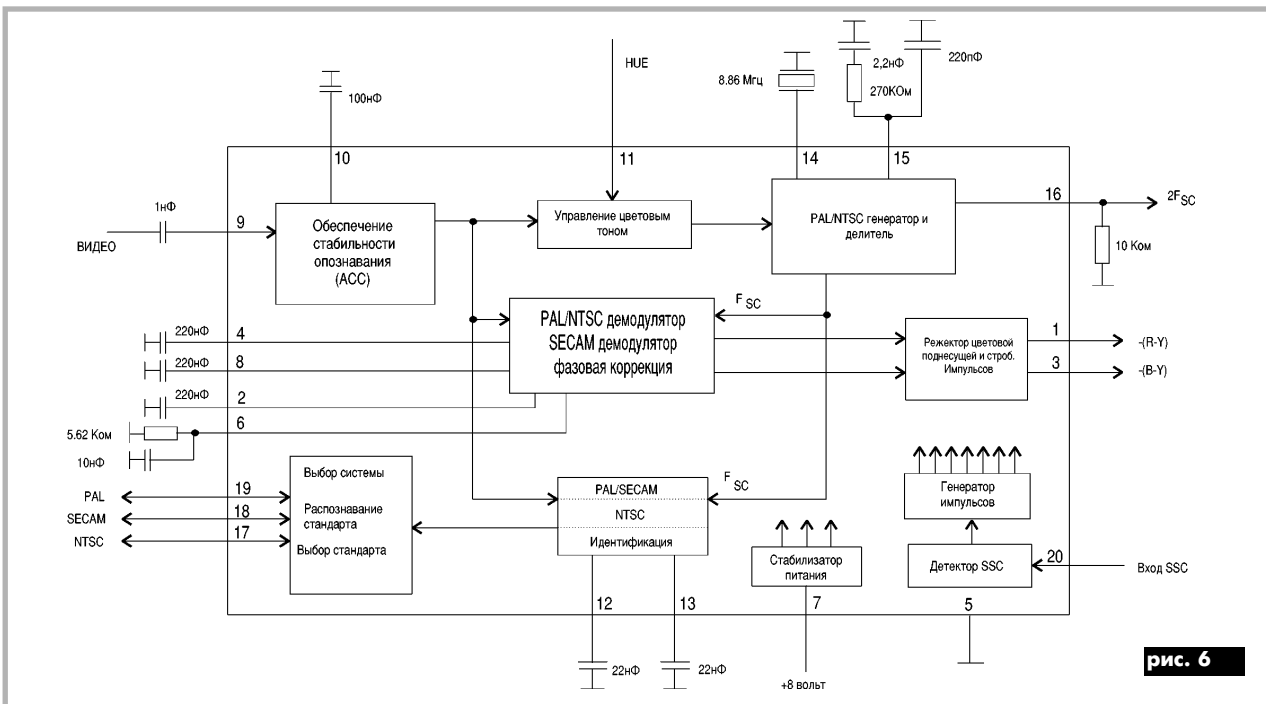 HUE
8.86 Мгц
2,2нФ
270КОм
220пФ
100нФ
10
11
14
15
16
2FSC
10 Ком
1нФ
9
ВИДЕО
Обеспечение
стабильности
опознавания
(ACC)
Управление цветовым
тоном
PAL/NTSC генератор и
делитель
FSC
PAL/NTSC демодулятор
SECAM демодулятор
фазовая коррекция
220нФ
4
220нФ
8
220нФ
2
5.62 Ком
6
10нФ
Режектор цветовой
поднесущей и строб.
Импульсов
1
-(R-Y)
3
-(B-Y)
PAL
19
SECAM
18
NTSC
17
Выбор системы
Распознавание
стандарта
Выбор стандарта
PAL/SECAM
NTSC
Идентификация
FSC
Генератор
импульсов
Стабилизатор
питания
Детектор SSC
20
Вход SSC
12
13
7
5
22нФ
22нФ
+8 вольт
рис. 6